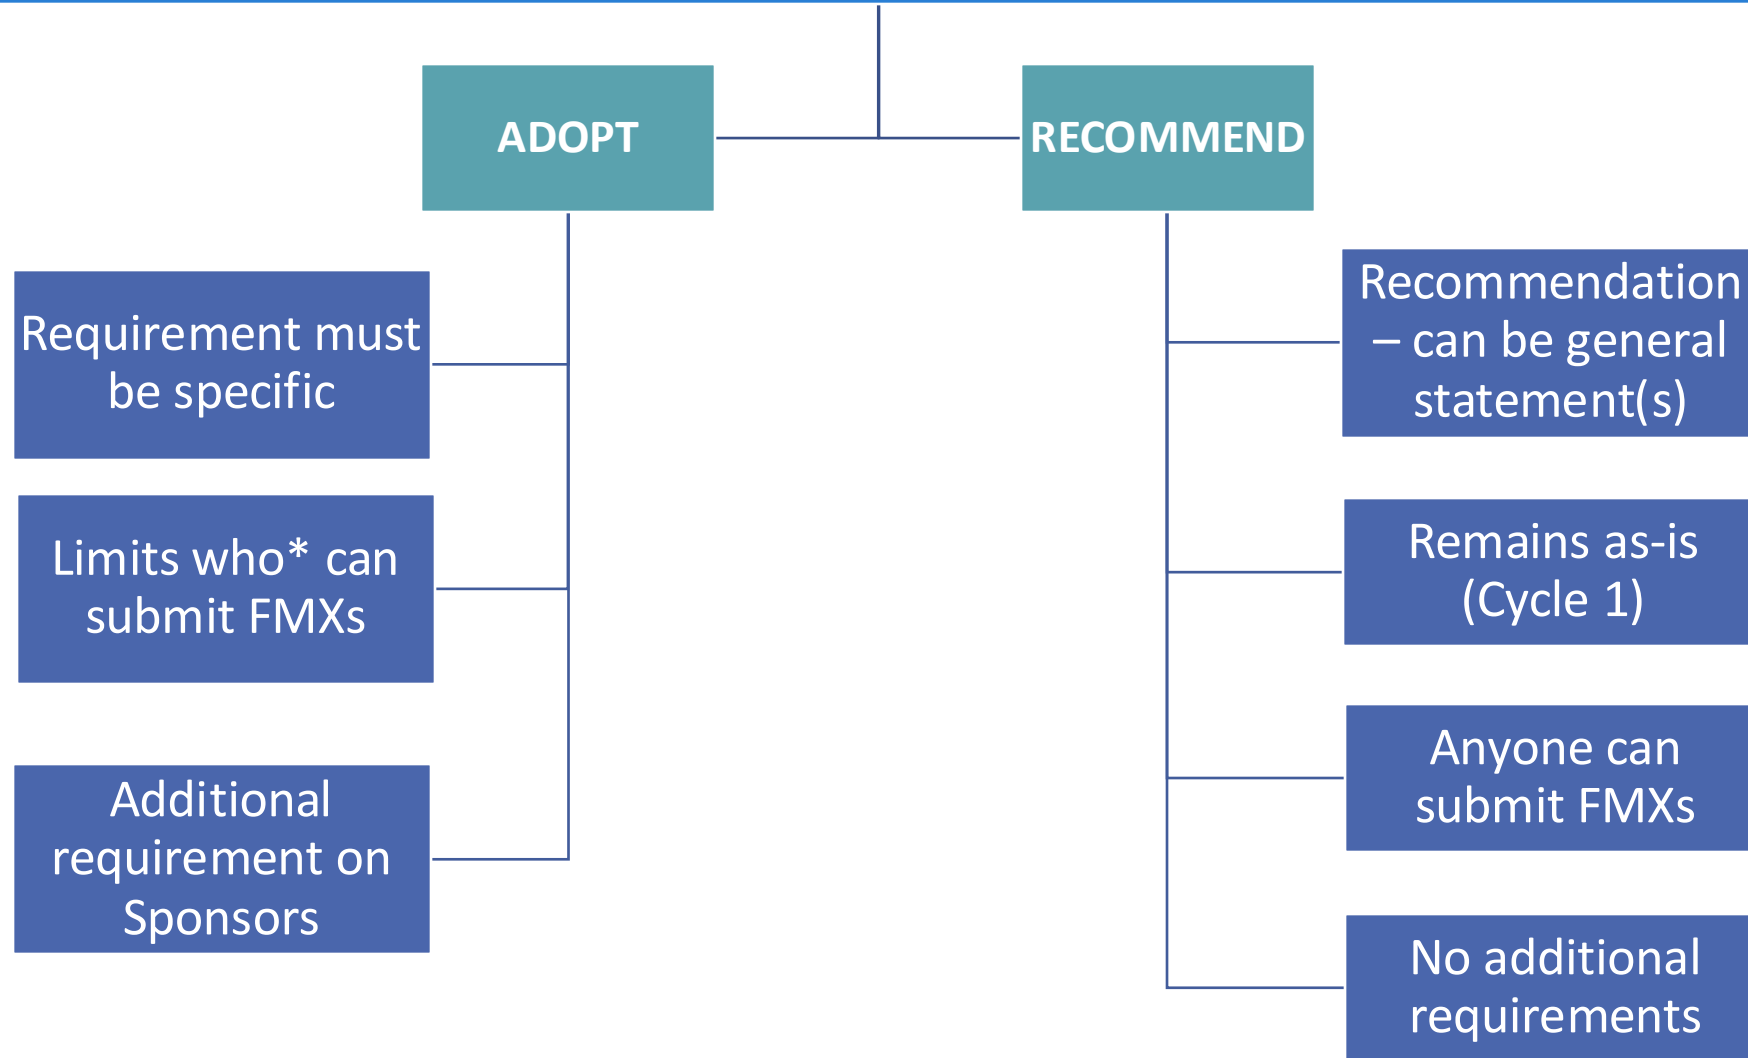 ADOPT
RECOMMEND
Requirement must
be specific
Limits who* can
submit FMXs
Additional
requirement on
Sponsors
Recommendation
– can be general
statement(s)
Remains as-is
(Cycle 1)
Anyone can
submit FMXs
No additional
requirements